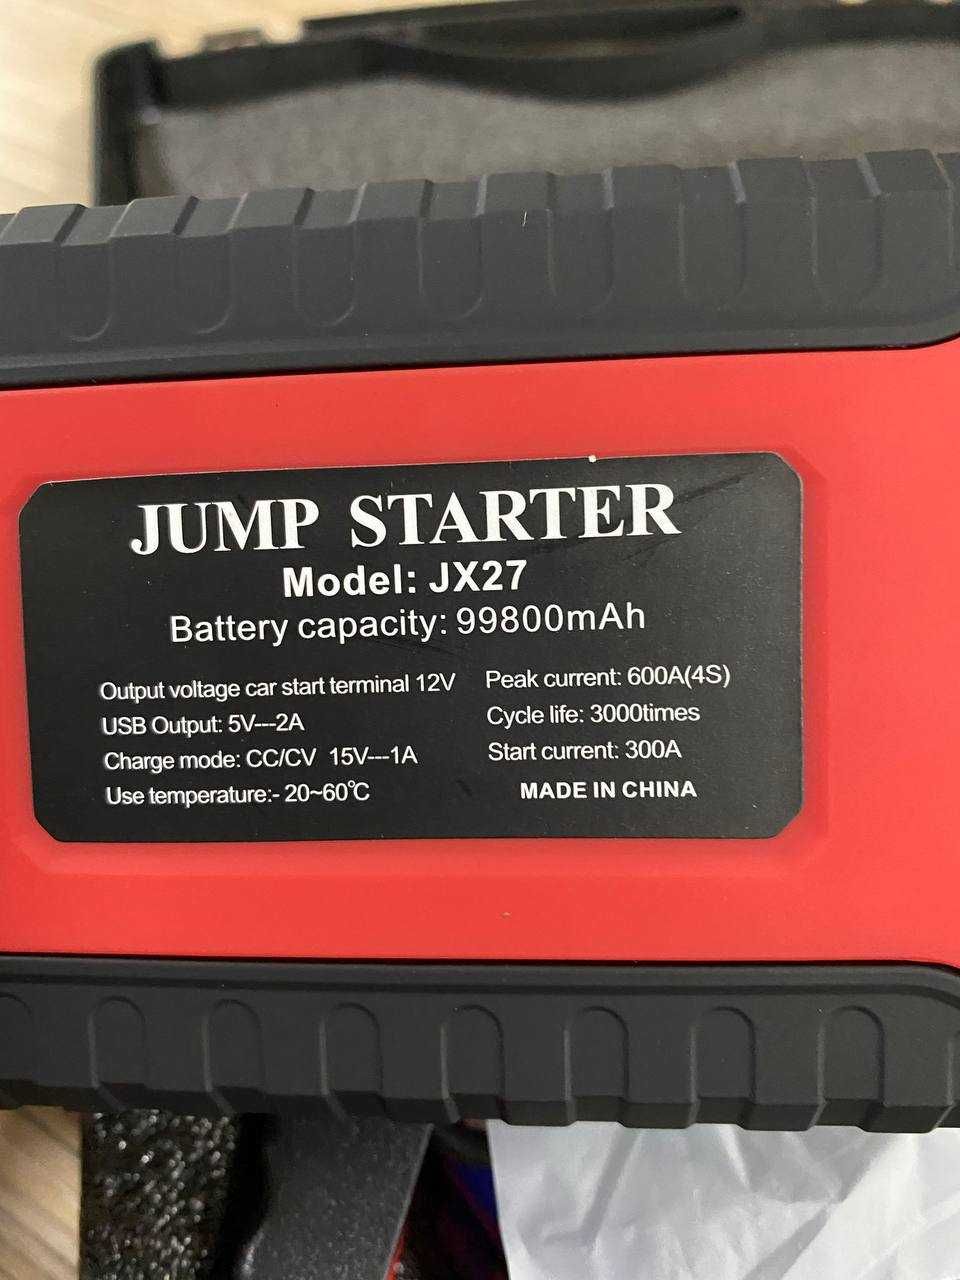 JUMP STARTER
Model: JX27
Battery capacity: 99800mAh
Output voltage car start terminal 12V
USB Output: 5V---2A
Charge mode: CC/CV 15V---1A
Use temperature:- 20~60℃
Peak current: 600A(4S)
Cycle life: 3000times
Start current: 300A
MADE IN CHINA